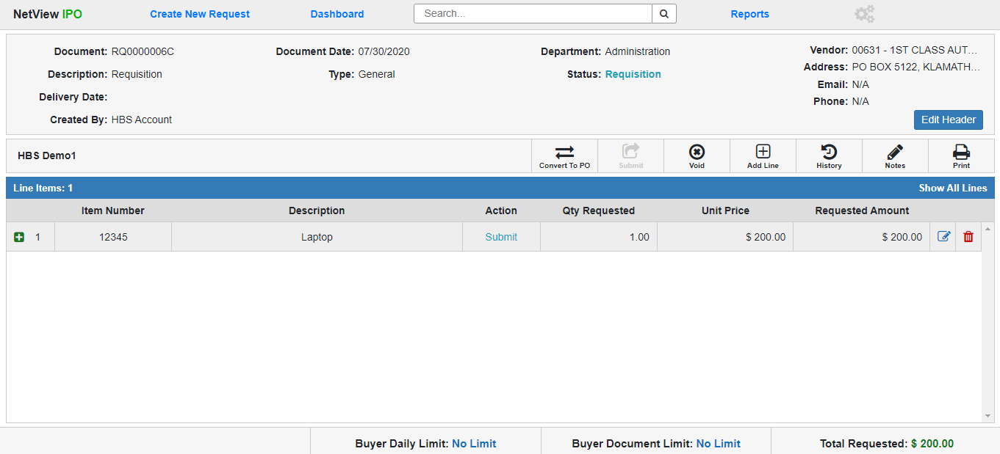 NetView IPO Create New Request Dashboard Search... Reports
Document: RQ0000006C Document Date: 07/30/2020 Department: Administration Vendor: 00631 - 1ST CLASS AUT...
Description: Requisition Type: General Status: Requisition Address: PO BOX 5122, KLAMATH...
Email: N/A
Delivery Date: Phone: N/A
Created By: HBS Account Edit Header
HBS Demo1 Convert To PO Submit Void Add Line History Notes Print
Line Items: 1 Show All Lines
Item Number Description Action Qty Requested Unit Price Requested Amount
1 12345 Laptop Submit 1.00 $ 200.00 $ 200.00
Buyer Daily Limit: No Limit Buyer Document Limit: No Limit Total Requested: $ 200.00